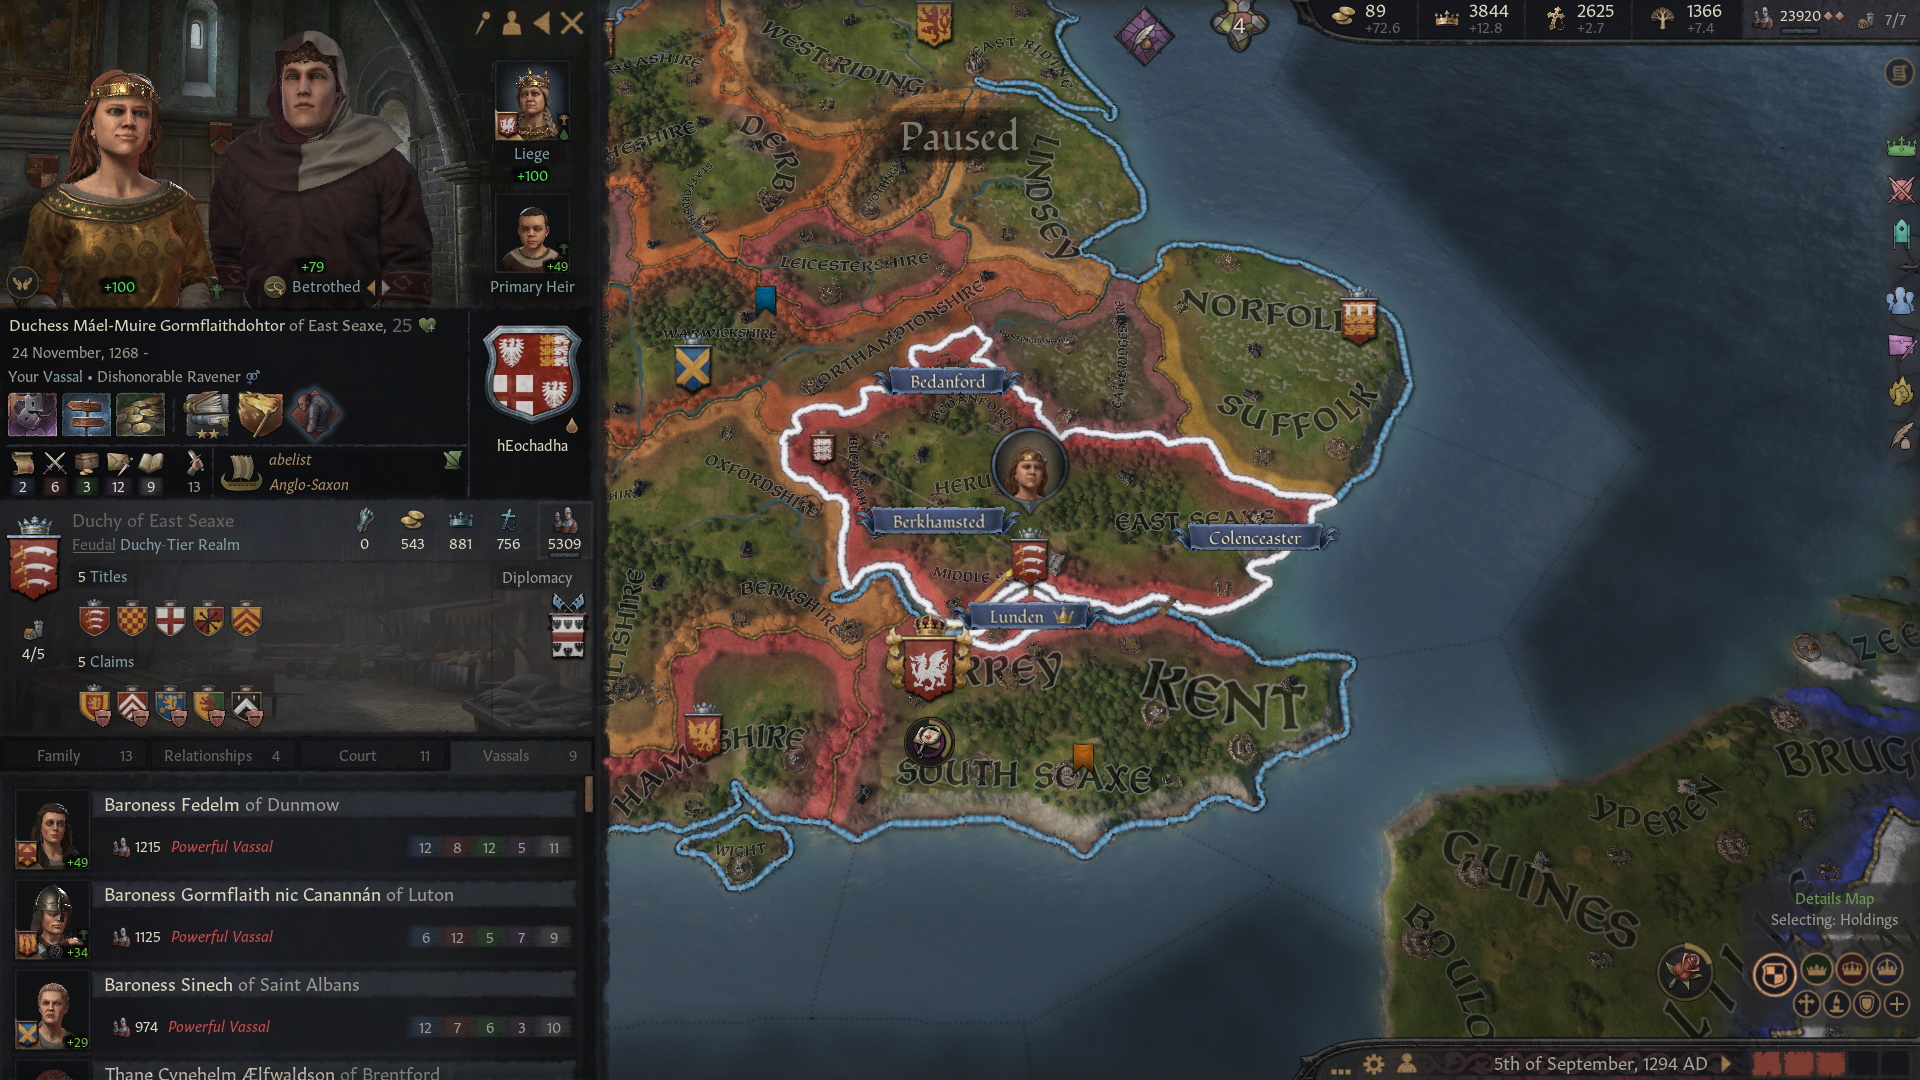 89
+72.6
3844
+12.8
2625
+2.7
1366
+7.4
23920
7/7
4
Paused
Liege
+100
+49
Primary Heir
+100
+79
Betrothed
Duchess Máel-Muire Gormflaithdohtor of East Seaxe, 25
24 November, 1268 -
Your Vassal • Dishonorable Ravener
hEochadha
2
6
3
12
9
13
abelist
Anglo-Saxon
Duchy of East Seaxe
Feudal Duchy-Tier Realm
0
543
881
756
5309
5 Titles
Diplomacy
4/5
5 Claims
Family 13
Relationships 4
Court 11
Vassals 9
Baroness Fedelm of Dunmow
1215 Powerful Vassal
12 8 12 5 11
+49
Baroness Gormflaith nic Canannán of Luton
1125 Powerful Vassal
6 12 5 7 9
+34
Baroness Sinech of Saint Albans
974 Powerful Vassal
12 7 6 3 10
+29
Thane Cynehelm Ælfwaldson of Brentford
WEST RIDING
EAST RIDING
DERB
LINDSEY
LEICESTERSHIRE
WARWICKSHIRE
NORTHAMPTONSHIRE
CAMBRIDGESHIRE
NORFOL
SUFFOLK
Bedanford
BEDANFORD
OXFORDSHIRE
HERU
Berkhamsted
EAST SEAXE
Colenceaster
MIDDLE S
BERKSHIRE
Lunden
RREY
KENT
HAM
SHIRE
SOUTH SEAXE
WIGHT
ZEE
BRUG
YPEREN
GUINES
BOULO
Details Map
Selecting: Holdings
5th of September, 1294 AD